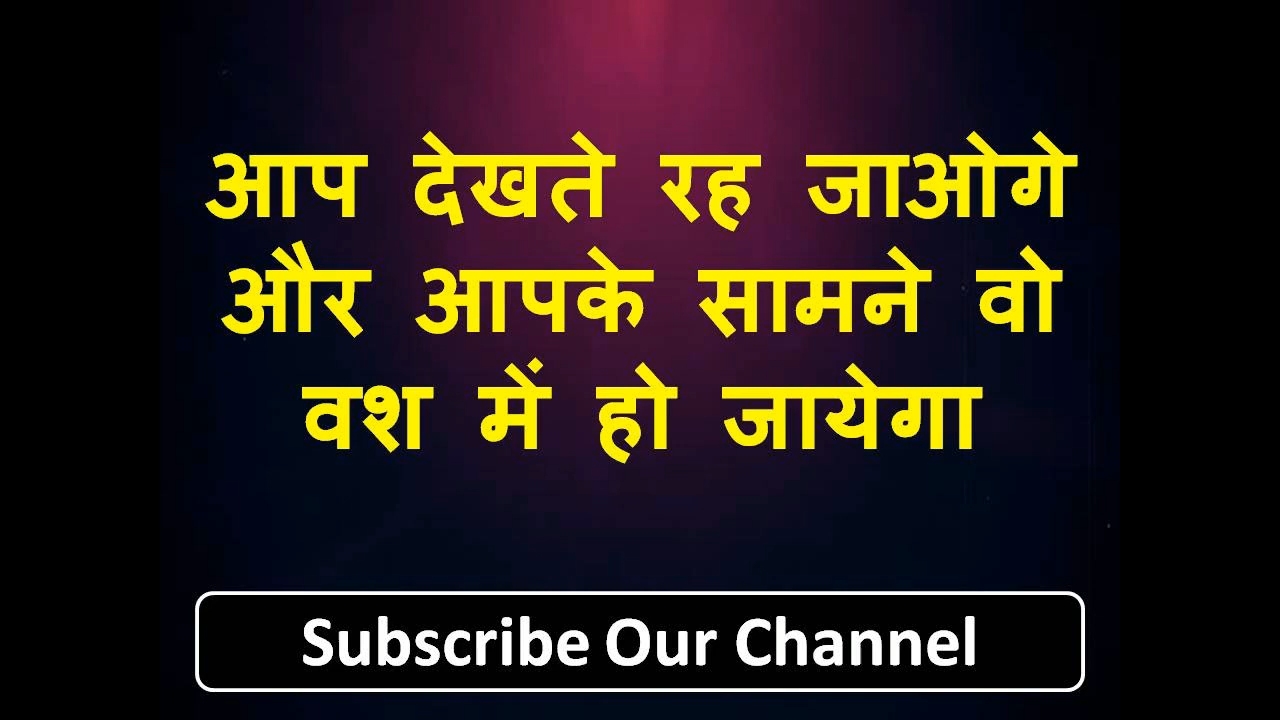 आप देखते रह जाओगे
और आपके सामने वो
वश में हो जायेगा
Subscribe Our Channel